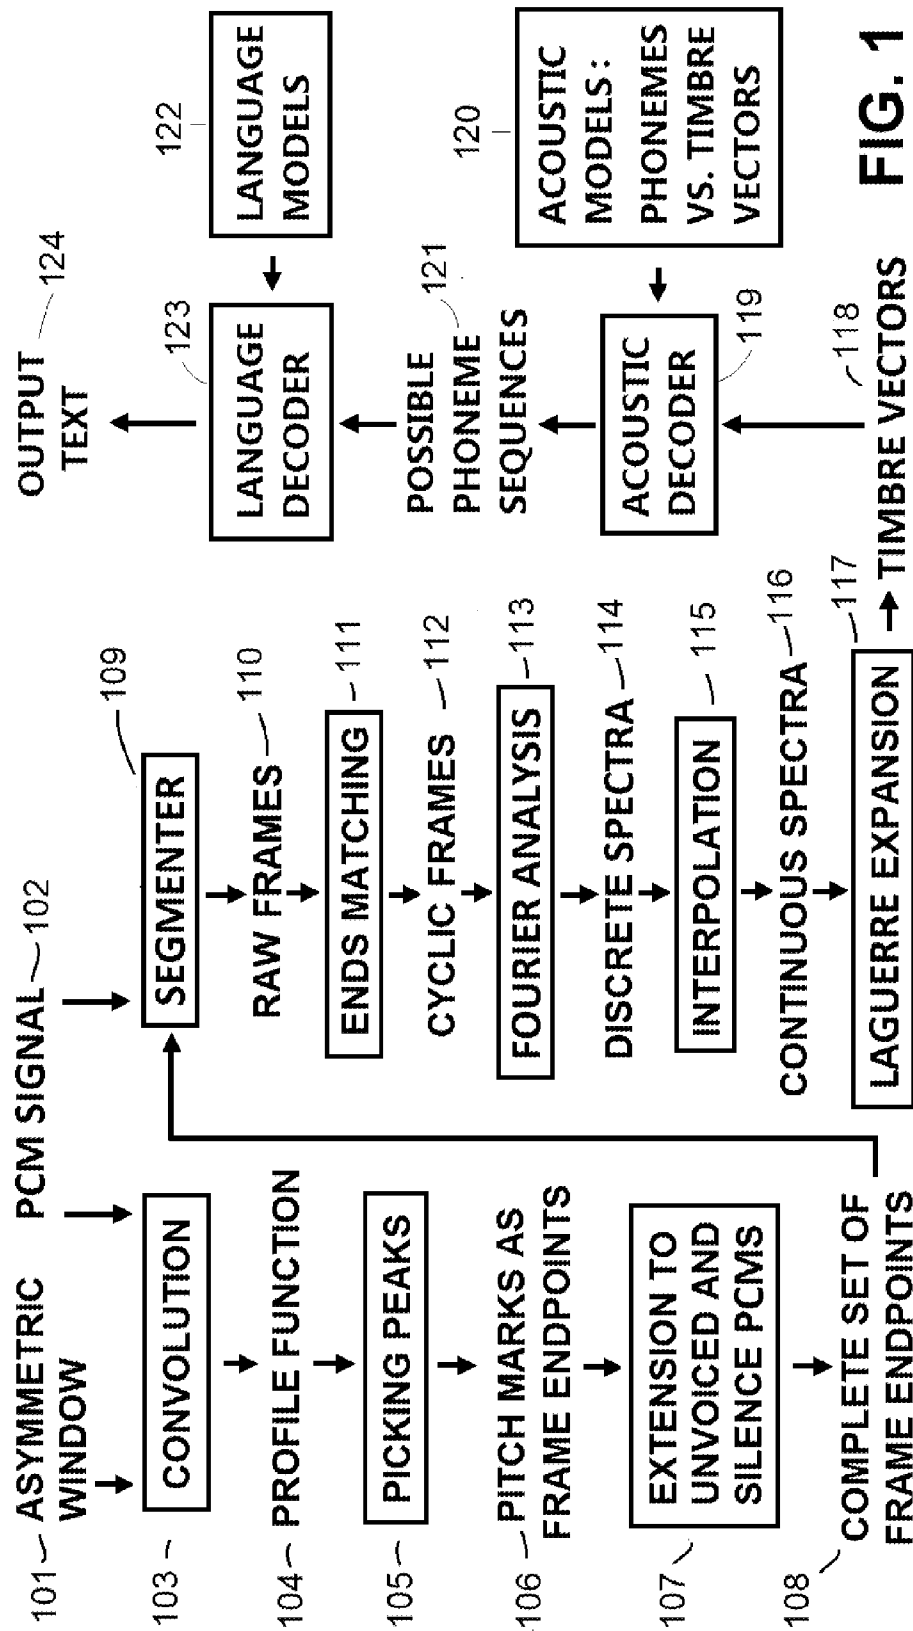 101
ASYMMETRIC
WINDOW
PCM SIGNAL
102
103
CONVOLUTION
104
PROFILE FUNCTION
105
PICKING PEAKS
106
PITCH MARKS AS
FRAME ENDPOINTS
107
EXTENSION TO
UNVOICED AND
SILENCE PCMS
108
COMPLETE SET OF
FRAME ENDPOINTS
109
SEGMENTER
RAW FRAMES
110
ENDS MATCHING
111
CYCLIC FRAMES
112
FOURIER ANALYSIS
113
DISCRETE SPECTRA
114
INTERPOLATION
115
CONTINUOUS SPECTRA
116
LAGUERRE EXPANSION
117
TIMBRE VECTORS
118
ACOUSTIC
DECODER
119
ACOUSTIC
MODELS :
PHONEMES
VS. TIMBRE
VECTORS
120
POSSIBLE
PHONEME
SEQUENCES
121
LANGUAGE
MODELS
122
LANGUAGE
DECODER
123
OUTPUT
TEXT
124
FIG. 1